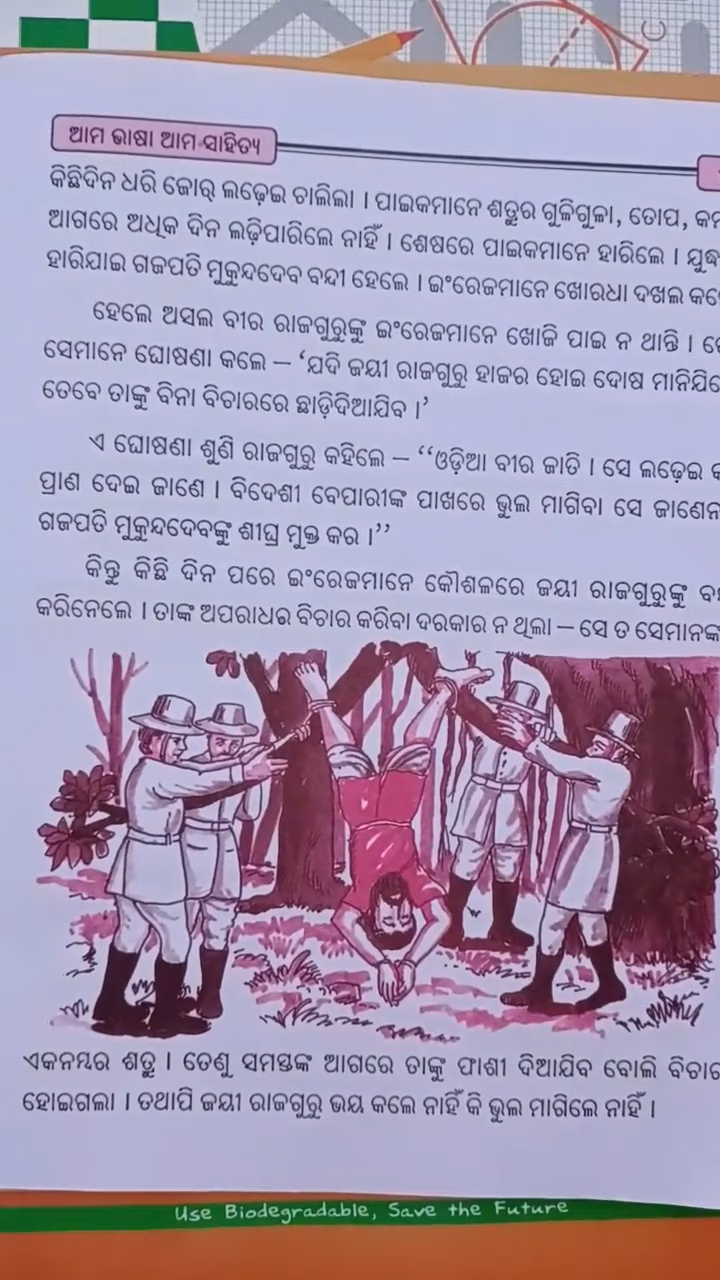 ଆମ ଭାଷା ଆମ ସାହିତ୍ୟ
କିଛିଦିନ ଧରି ଜୋର୍ ଲଢ଼େଇ ଚାଲିଲା । ପାଇକମାନେ ଶତ୍ରୁର ଗୁଳିଗୁଳା, ତୋପ,
ଆଗରେ ଅଧିକ ଦିନ ଲଢ଼ିପାରିଲେ ନାହିଁ । ଶେଷରେ ପାଇକମାନେ ହାରିଲେ ।
ହାରିଯାଇ ଗଜପତି ମୁକୁନ୍ଦଦେବ ବନ୍ଦୀ ହେଲେ । ଇଂରେଜମାନେ ଖୋରଧା ଦଖଲ
ହେଲେ ଅସଲ ବୀର ରାଜଗୁରୁଙ୍କୁ ଇଂରେଜମାନେ ଖୋଜି ପାଇ ନ ଥାନ୍ତି ।
ସେମାନେ ଘୋଷଣା କଲେ – ‘ଯଦି ଜୟୀ ରାଜଗୁରୁ ହାଜର ହୋଇ ଦୋଷ
ତେବେ ତାଙ୍କୁ ବିନା ବିଚାରରେ ଛାଡ଼ିଦିଆଯିବ ।’
ଏ ଘୋଷଣା ଶୁଣି ରାଜଗୁରୁ କହିଲେ – ‘‘ଓଡ଼ିଆ ବୀର ଜାତି । ସେ ଲଢ଼େଇ
ପ୍ରାଣ ଦେଇ ଜାଣେ । ବିଦେଶୀ ବେପାରୀଙ୍କ ପାଖରେ ଭୁଲ ମାଗିବା ସେ
ଗଜପତି ମୁକୁନ୍ଦଦେବଙ୍କୁ ଶୀଘ୍ର ମୁକ୍ତ କର ।’’
କିନ୍ତୁ କିଛି ଦିନ ପରେ ଇଂରେଜମାନେ କୌଶଳରେ ଜୟୀ ରାଜଗୁରୁଙ୍କୁ
କରିନେଲେ । ତାଙ୍କ ଅପରାଧର ବିଚାର କରିବା ଦରକାର ନ ଥିଲା – ସେ ତ ସେମାନଙ୍କ
ଏକନମ୍ବର ଶତ୍ରୁ । ତେଣୁ ସମସ୍ତଙ୍କ ଆଗରେ ତାଙ୍କୁ ଫାଶୀ ଦିଆଯିବ ବୋଲି
ହୋଇଗଲା । ତଥାପି ଜୟୀ ରାଜଗୁରୁ ଭୟ କଲେ ନାହିଁ କି ଭୁଲ ମାଗିଲେ ନାହିଁ ।
Use Biodegradable, Save the Future